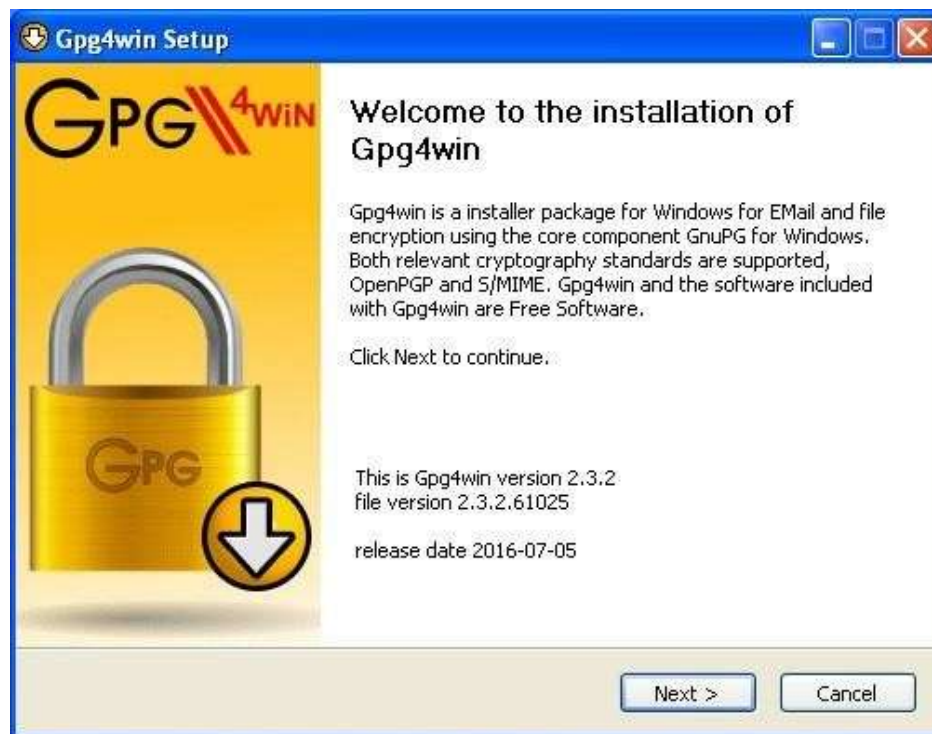 Gpg4win Setup
GPG4WIN
Welcome to the installation of
Gpg4win
Gpg4win is a installer package for Windows for EMail and file
encryption using the core component GnuPG for Windows.
Both relevant cryptography standards are supported,
OpenPGP and S/MIME. Gpg4win and the software included
with Gpg4win are Free Software.
Click Next to continue.
GPG
This is Gpg4win version 2.3.2
file version 2.3.2.61025
release date 2016-07-05
Next >
Cancel